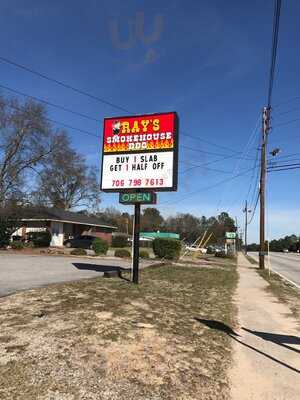 RAY'S
SMOKEHOUSE
BBQ
BUY 1 SLAB
GET 1 HALF OFF
706 798 7613
OPEN